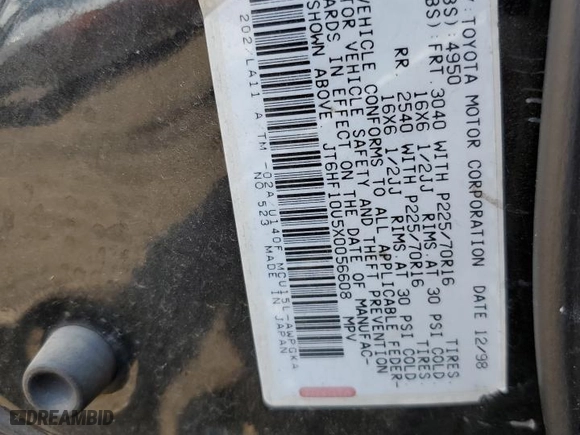 Y TOYOTA MOTOR CORPORATION DATE 12/98
BS): 4950
BS): FRT. 3040 WITH P225/70R16 TIRES
16X6 1/2JJ RIMS.AT 30 PSI COLD
RR. 2540 WITH P225/70R16 TIRES
16X6 1/2JJ RIMS.AT 30 PSI COLD
VEHICLE CONFORMS TO ALL APPLICABLE FEDER-
TOR VEHICLE SAFETY AND THEFT PREVENTION
ARDS IN EFFECT ON THE DATE OF MANUFAC-
SHOWN ABOVE. JT6HF10U5X0056608 MPV
202/LA11 A TM -02A U140F MCU15L-AWPGKA
NO 523 MADE IN JAPAN
DREAMBID